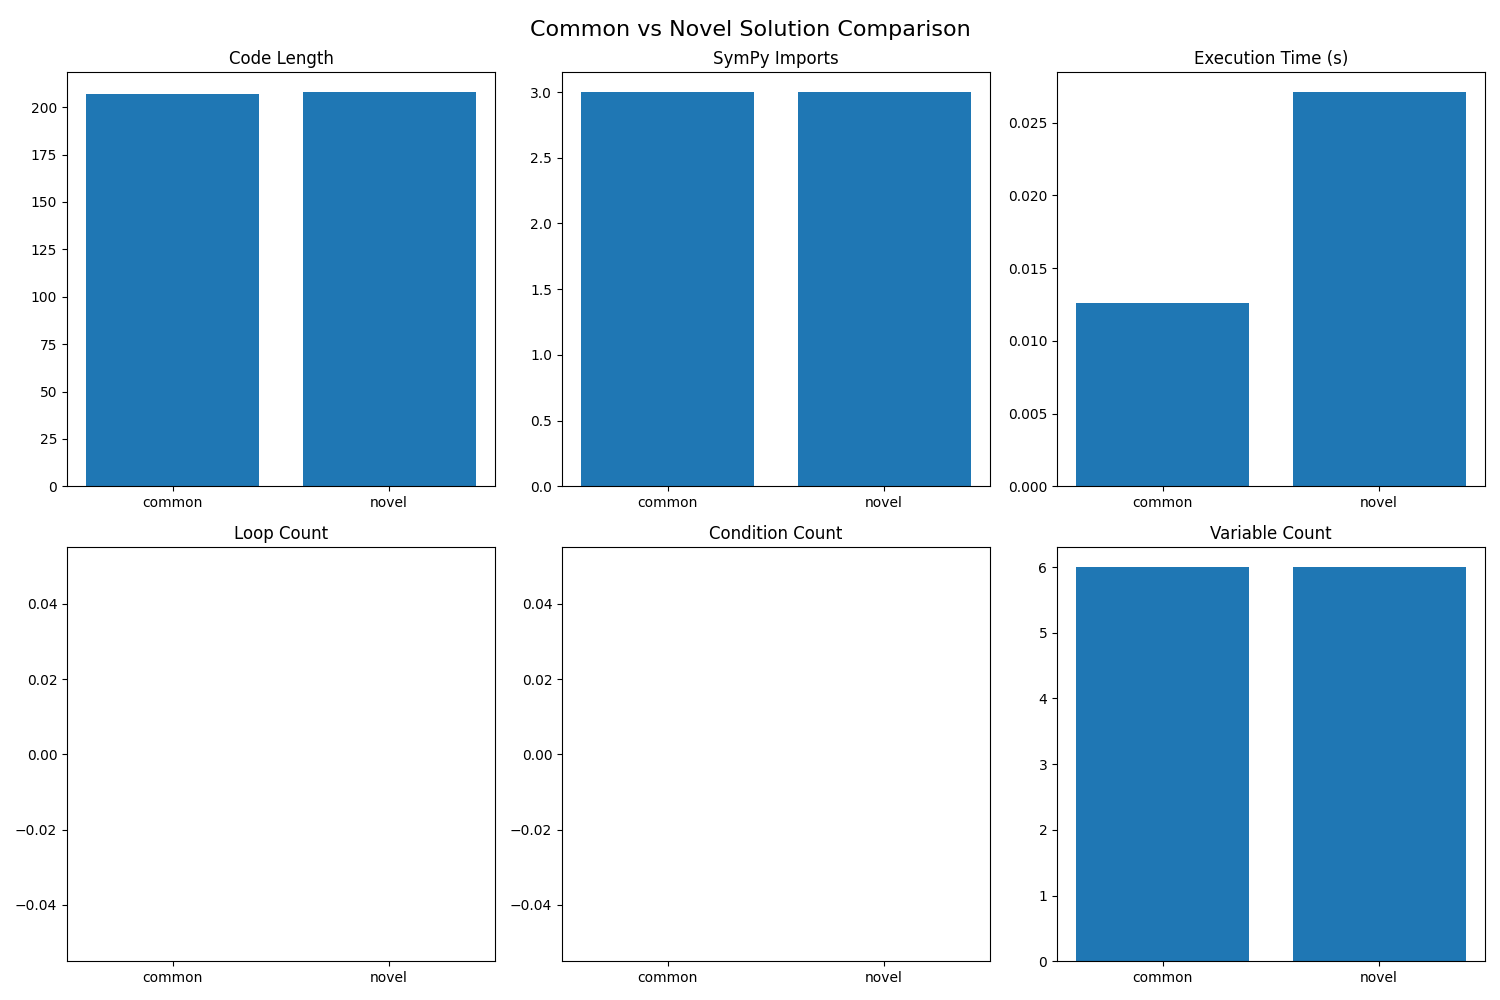 Common vs Novel Solution Comparison
Code Length
SymPy Imports
Execution Time (s)
200
175
150
125
100
75
50
25
0
common
novel
3.0
2.5
2.0
1.5
1.0
0.5
0.0
common
novel
0.025
0.020
0.015
0.010
0.005
0.000
common
novel
Loop Count
Condition Count
Variable Count
0.04
0.02
0.00
−0.02
−0.04
common
novel
0.04
0.02
0.00
−0.02
−0.04
common
novel
6
5
4
3
2
1
0
common
novel